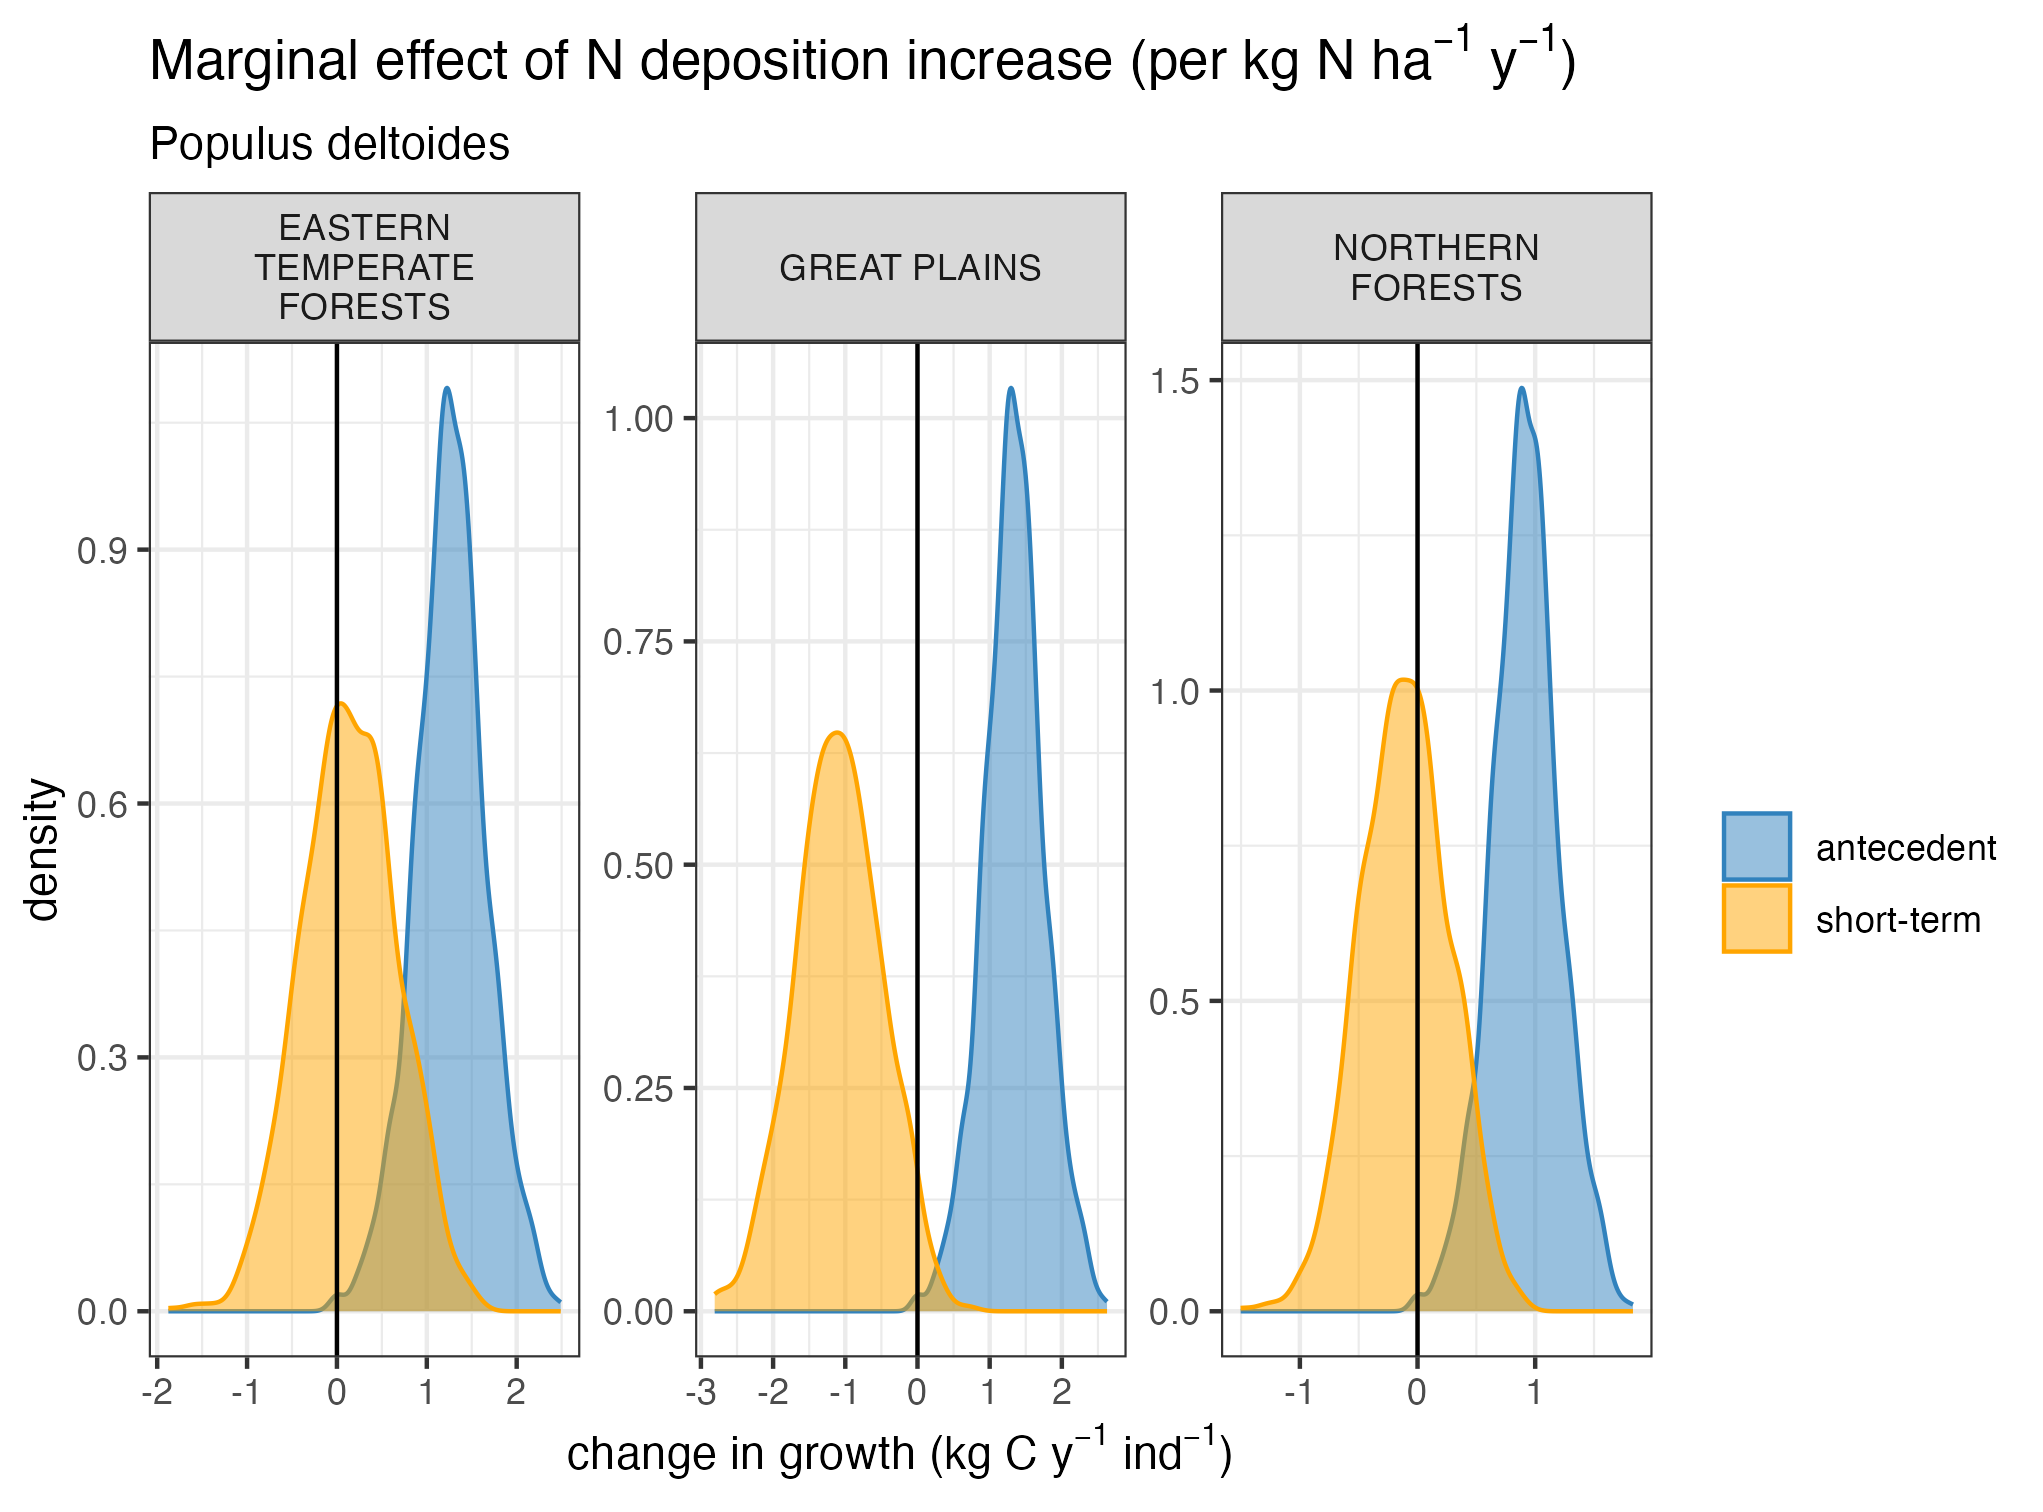 Marginal effect of N deposition increase (per kg N ha⁻¹ y⁻¹)
Populus deltoides
EASTERN
TEMPERATE
FORESTS
GREAT PLAINS
NORTHERN
FORESTS
density
0.9
0.6
0.3
0.0
-2 -1 0 1 2
1.00
0.75
0.50
0.25
0.00
-3 -2 -1 0 1 2
1.5
1.0
0.5
0.0
-1 0 1
change in growth (kg C y⁻¹ ind⁻¹)
antecedent
short-term